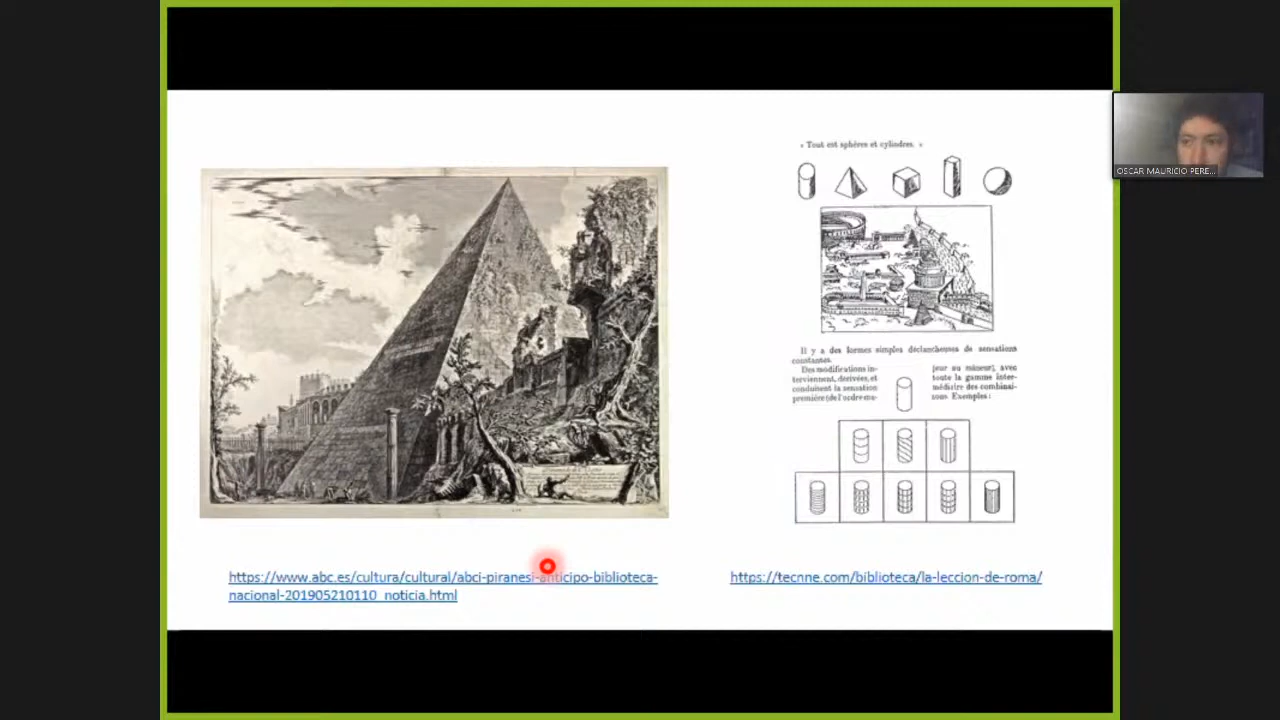 « Tout est sphères et cylindres. »
Il y a des formes simples déclancheuses de sensations
constantes.
Des modifications in-
terviennent, dérivées, et
conduisent la sensation
première (de l'ordre ma-
jeur au mineur), avec
toute la gamme inter-
médiaire des combinai-
sons. Exemples :
https://www.abc.es/cultura/cultural/abci-piranesi-anticipo-biblioteca-
nacional-201905210110_noticia.html
https://tecnne.com/biblioteca/la-leccion-de-roma/
OSCAR MAURICIO PERE...